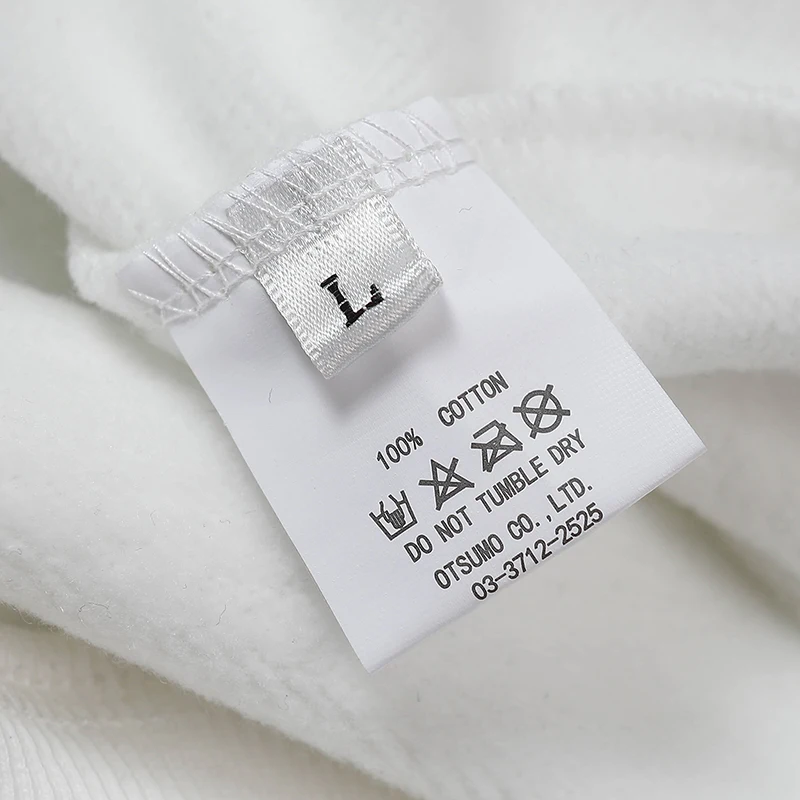 L
100% COTTON
DO NOT TUMBLE DRY
OTSUMO CO.,LTD.
03-3712-2525